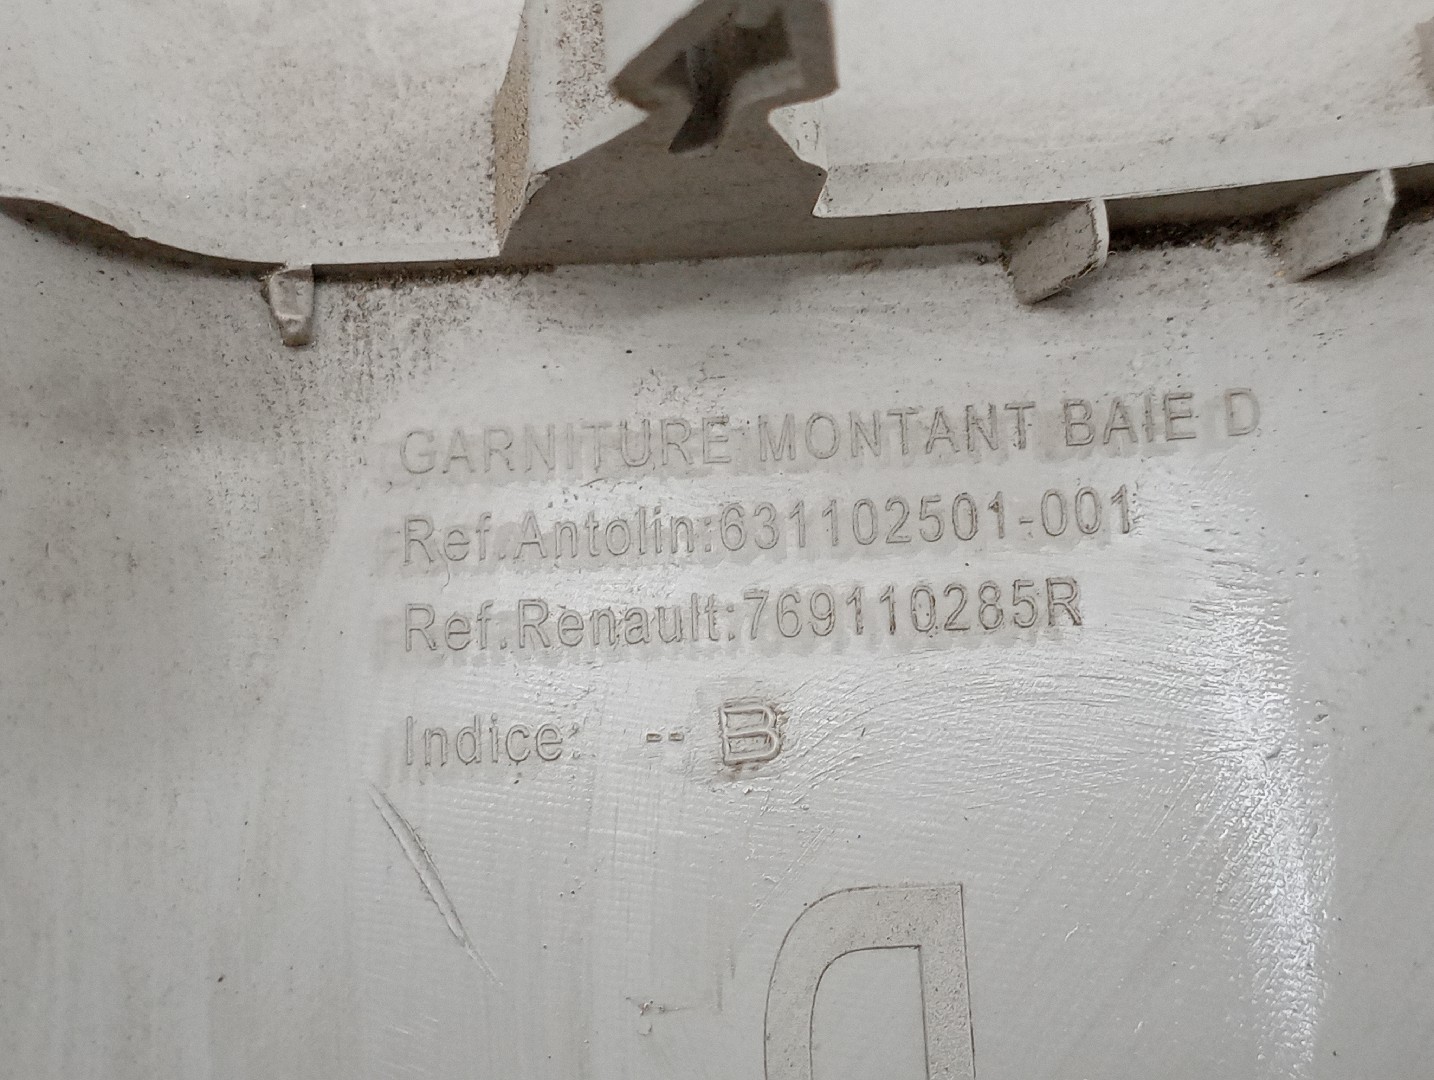 GARNITURE MONTANT BAIE D
Ref.Antolin:631102501-001
Ref.Renault:769110285R
Indice: -- B
D